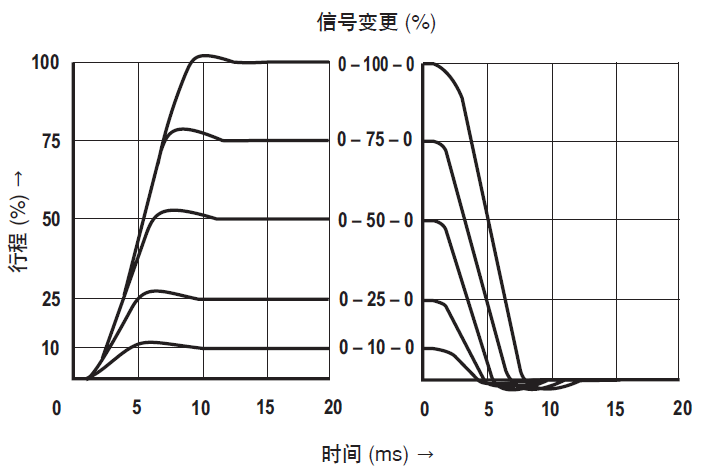 信号变更 (%)
100
75
50
25
10
0 – 100 – 0
0 – 75 – 0
0 – 50 – 0
0 – 25 – 0
0 – 10 – 0
行程 (%) →
0 5 10 15 20
0 5 10 15 20
时间 (ms) →